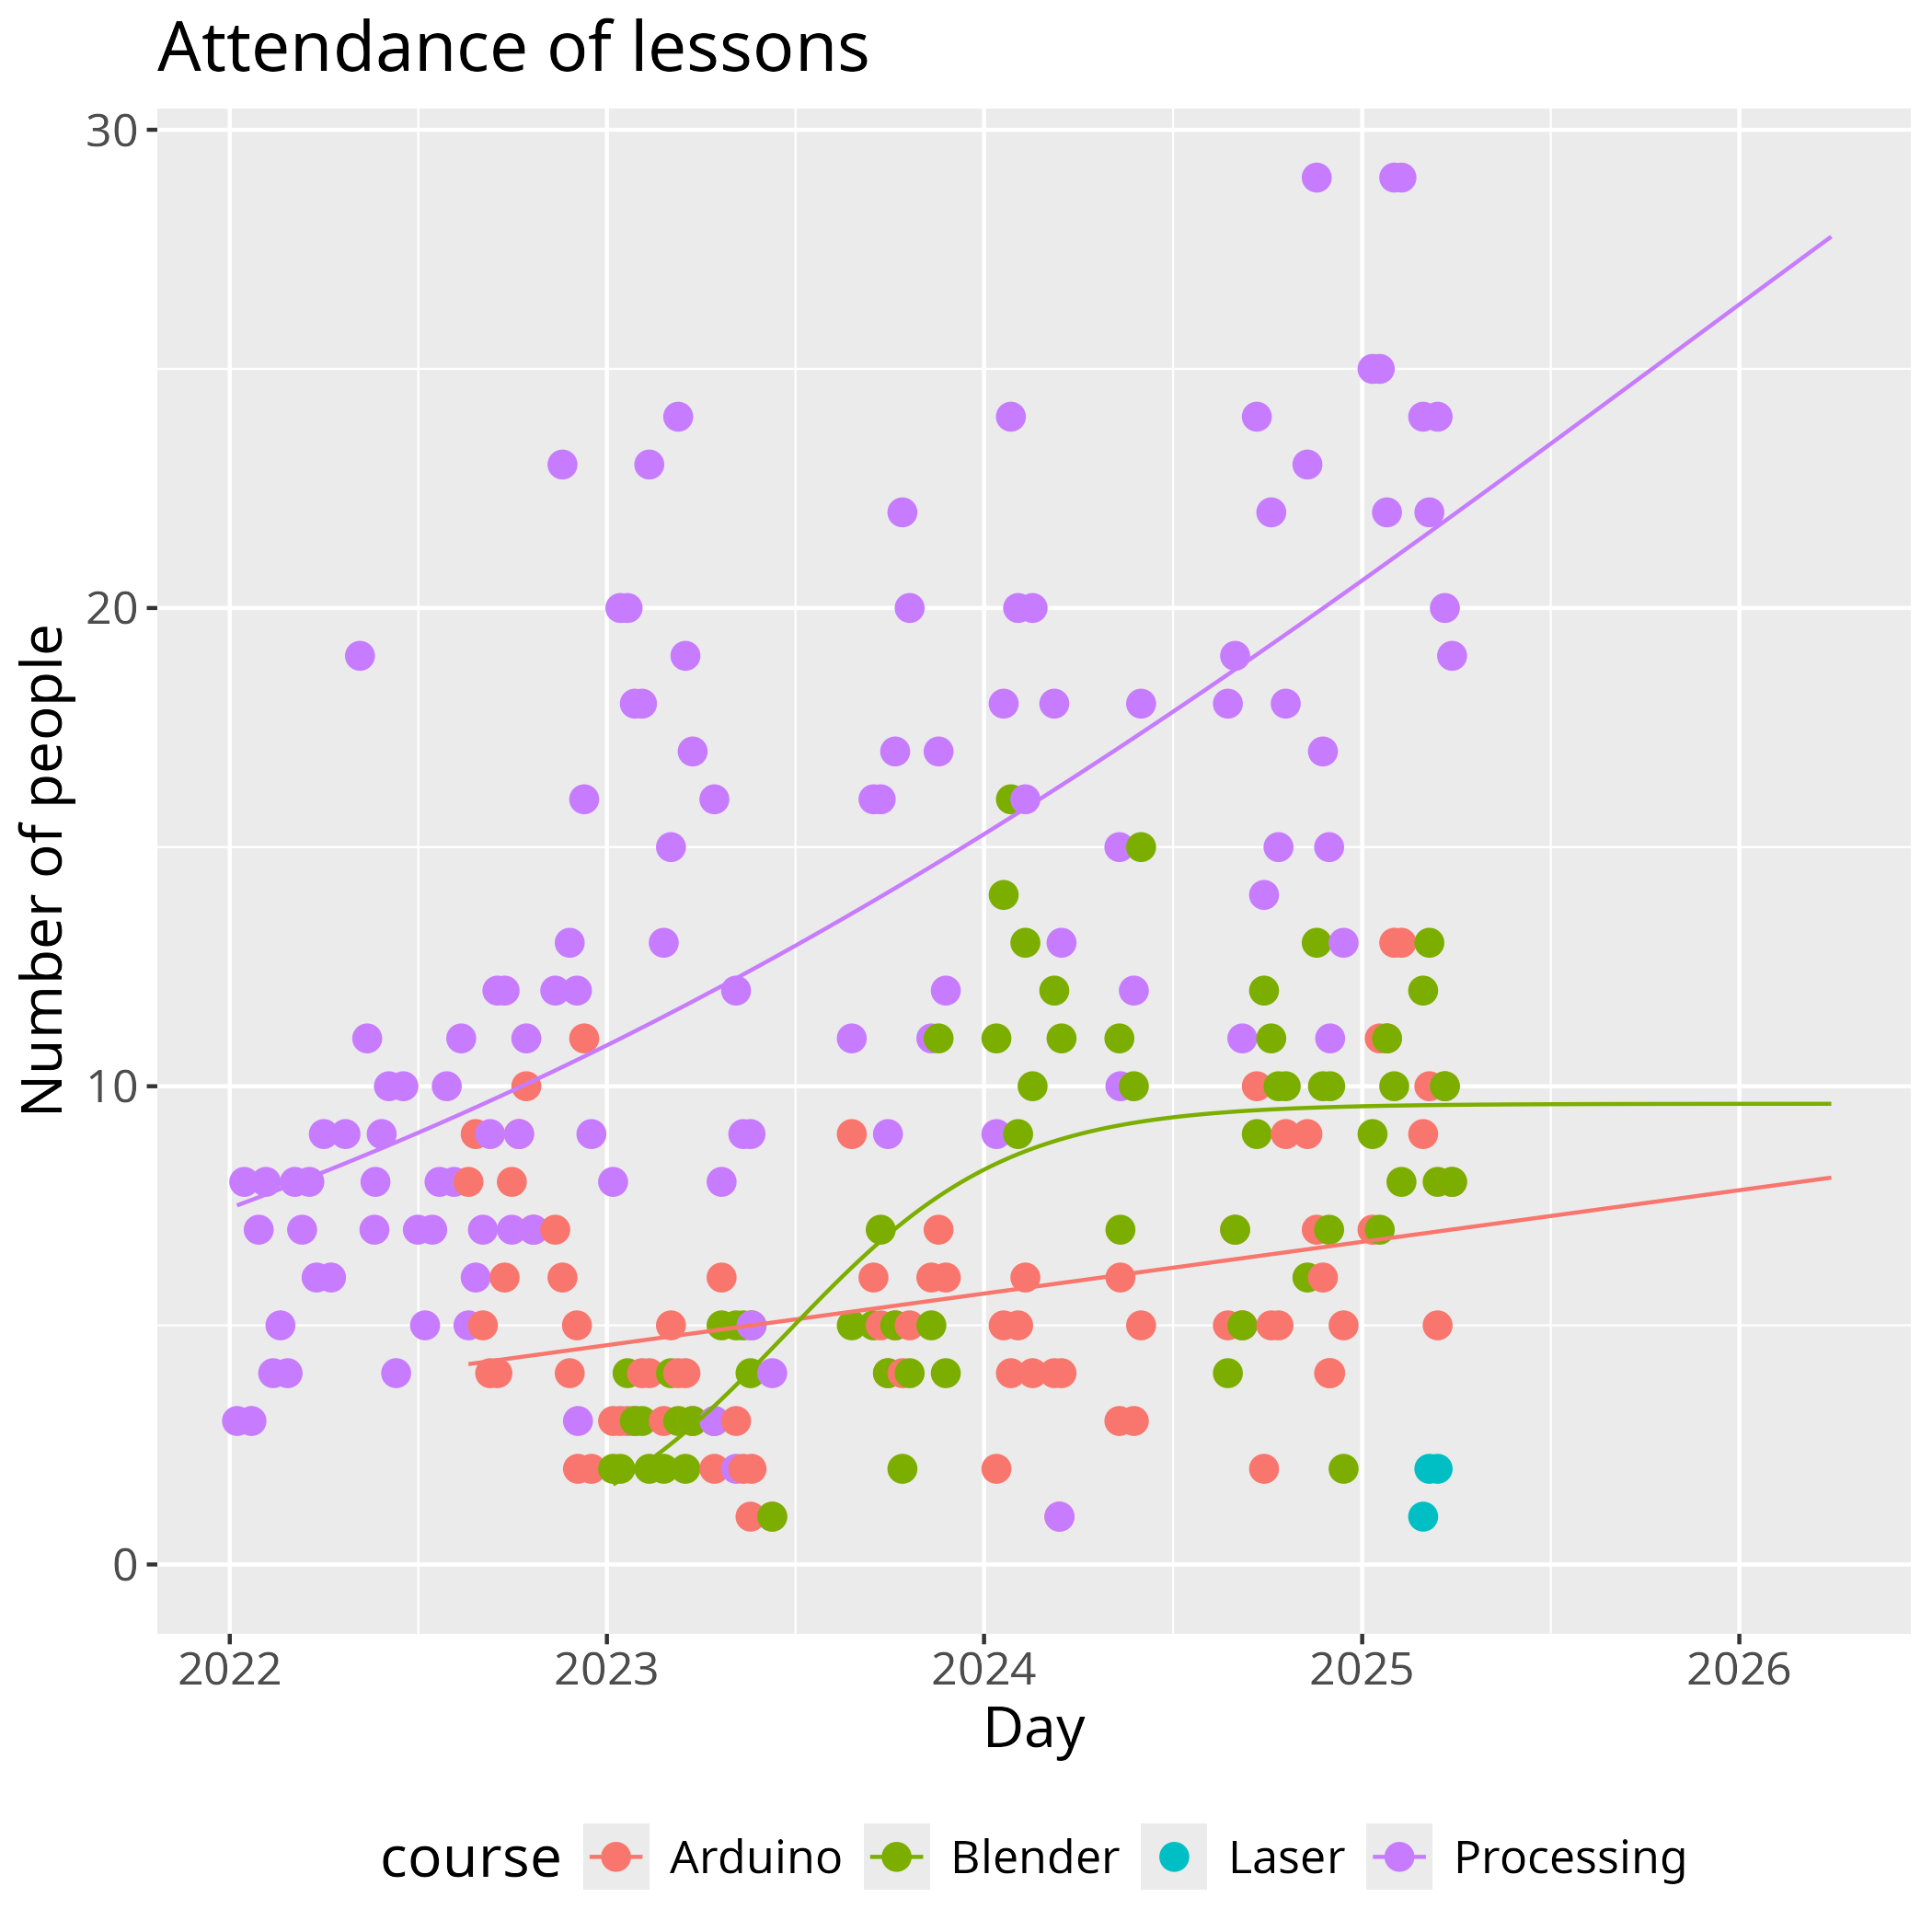 Attendance of lessons
30
20
10
0
Number of people
2022 2023 2024 2025 2026
Day
course Arduino Blender Laser Processing